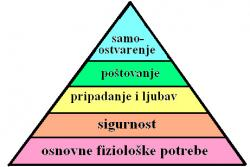 samo-
ostvarenje
poštovanje
pripadanje i ljubav
sigurnost
osnovne fiziološke potrebe